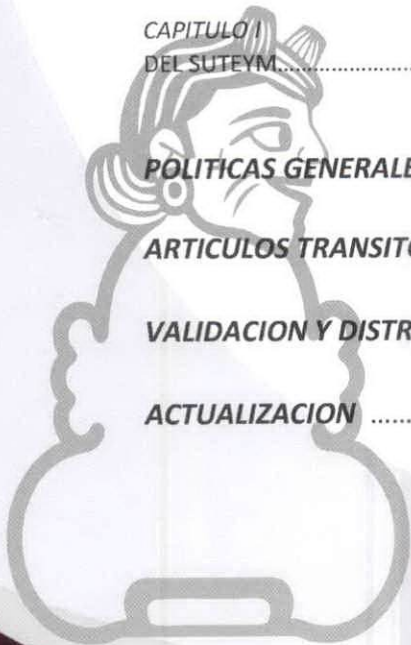 CAPITULO I
DEL SUTEYM......................
POLITICAS GENERALE
ARTICULOS TRANSITO
VALIDACION Y DISTR
ACTUALIZACION ......